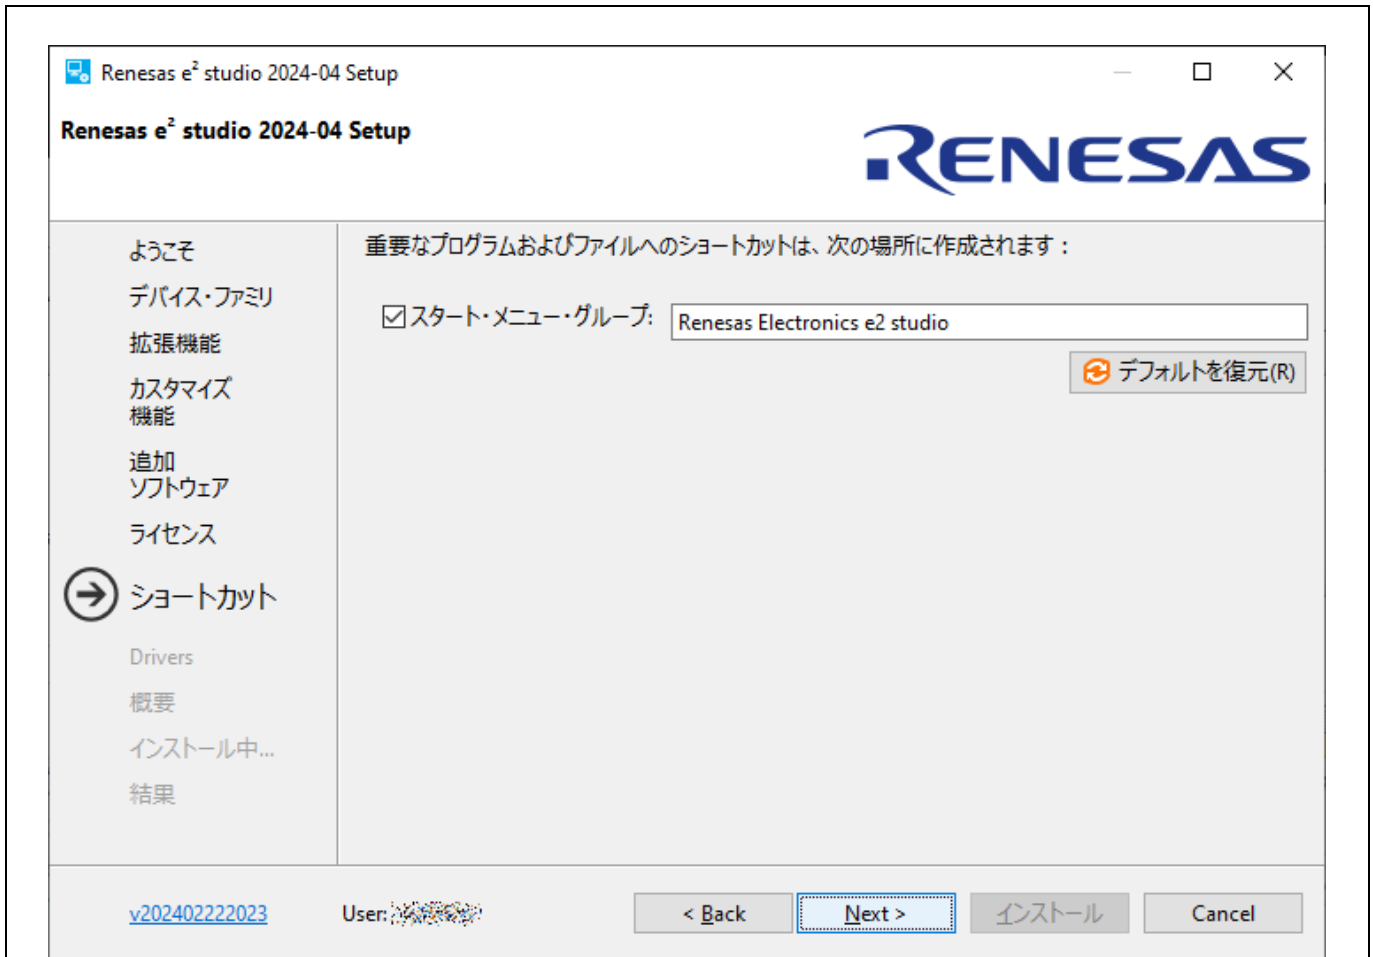 Renesas e² studio 2024-04 Setup
Renesas e² studio 2024-04 Setup
RENESAS
ようこそ
デバイス・ファミリ
拡張機能
カスタマイズ
機能
追加
ソフトウェア
ライセンス
ショートカット
Drivers
概要
インストール中...
結果
重要なプログラムおよびファイルへのショートカットは、次の場所に作成されます：
スタート・メニュー・グループ: Renesas Electronics e2 studio
デフォルトを復元(R)
v202402222023 User: < Back Next > インストール Cancel